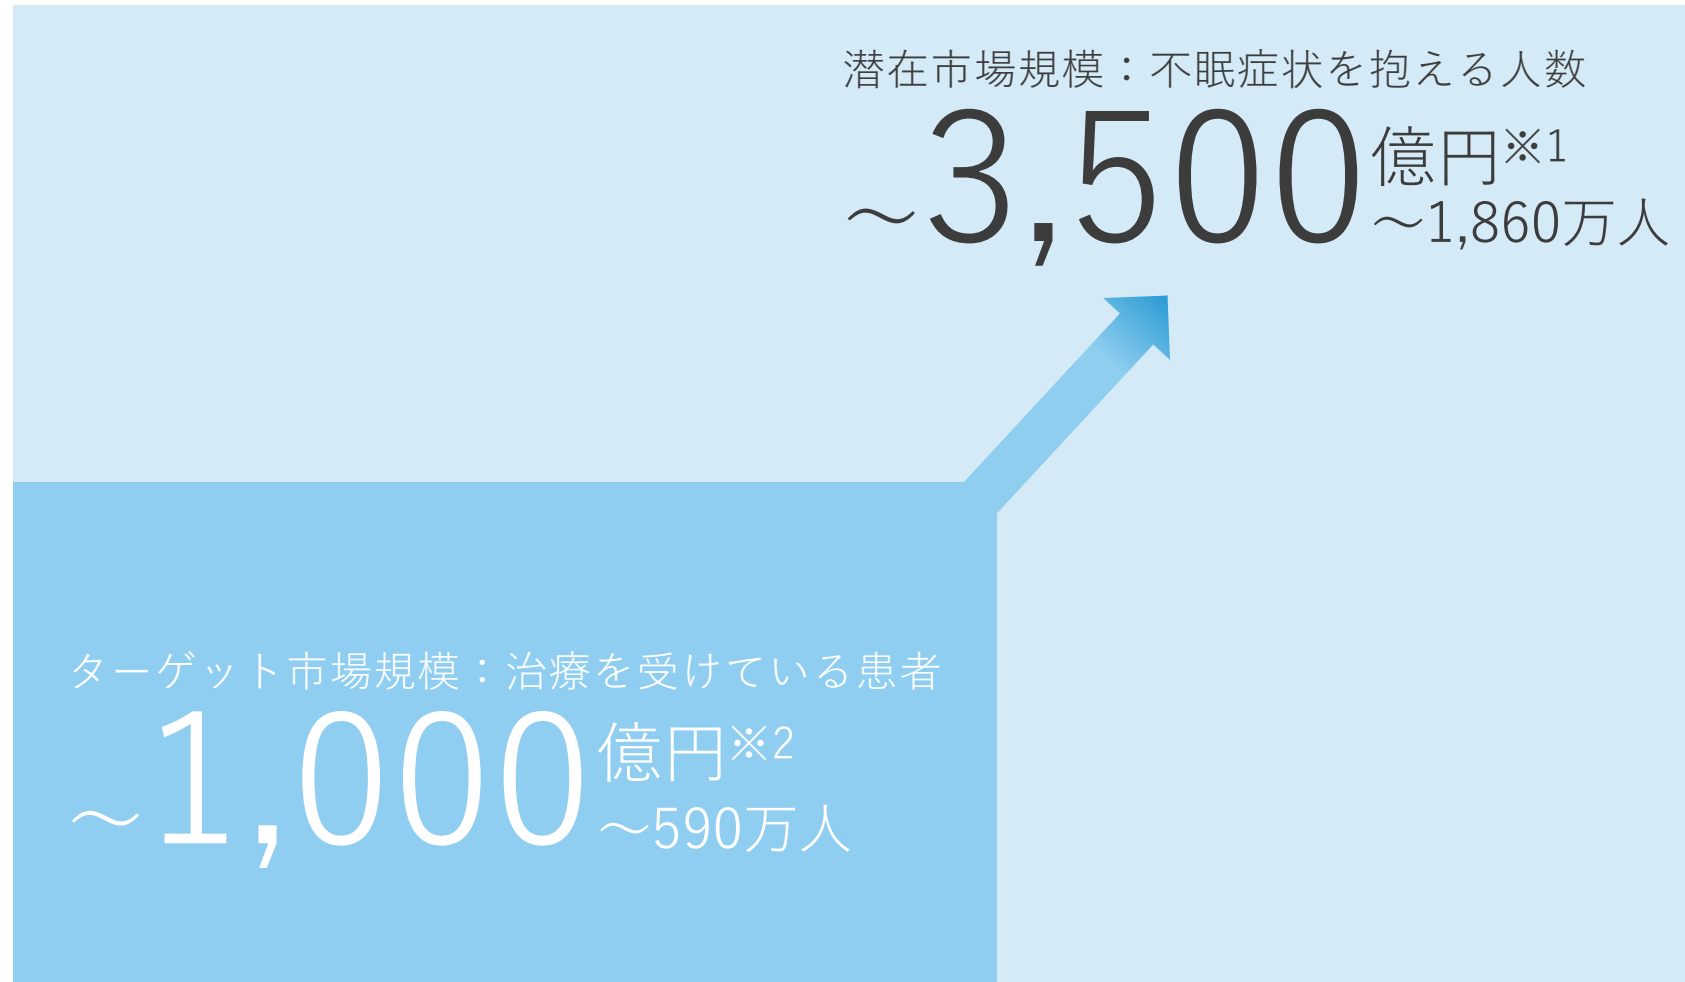 潜在市場規模：不眠症状を抱える人数
～3,500億円※1
～1,860万人
ターゲット市場規模：治療を受けている患者
～1,000億円※2
～590万人